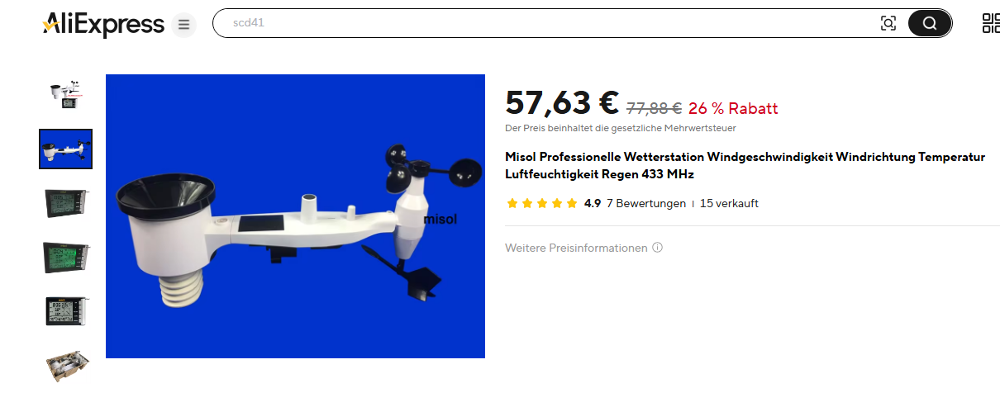 AliExpress
scd41
57,63 € 77,88 € 26 % Rabatt
Der Preis beinhaltet die gesetzliche Mehrwertsteuer
Misol Professionelle Wetterstation Windgeschwindigkeit Windrichtung Temperatur
Luftfeuchtigkeit Regen 433 MHz
4.9 7 Bewertungen | 15 verkauft
misol
Weitere Preisinformationen